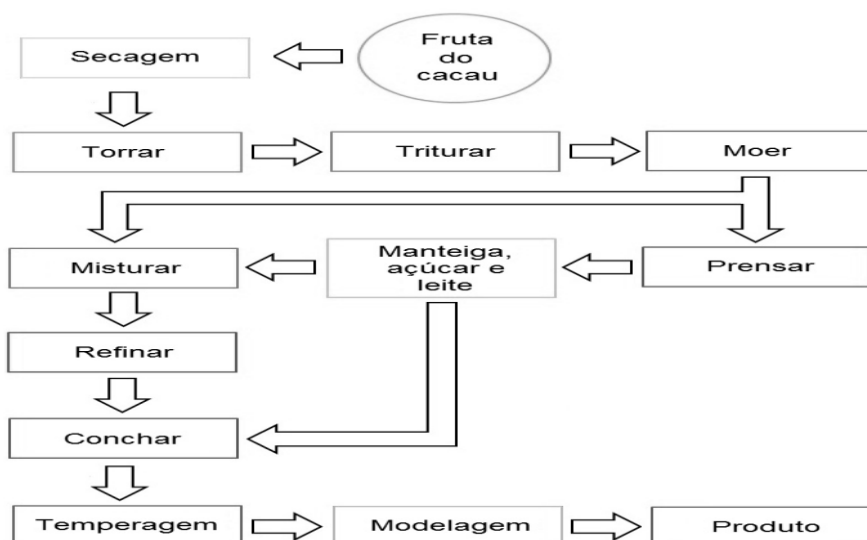 Fruta
do
cacau
Secagem
Torrar
Triturar
Moer
Misturar
Manteiga,
açúcar e
leite
Prensar
Refinar
Conchar
Temperagem
Modelagem
Produto